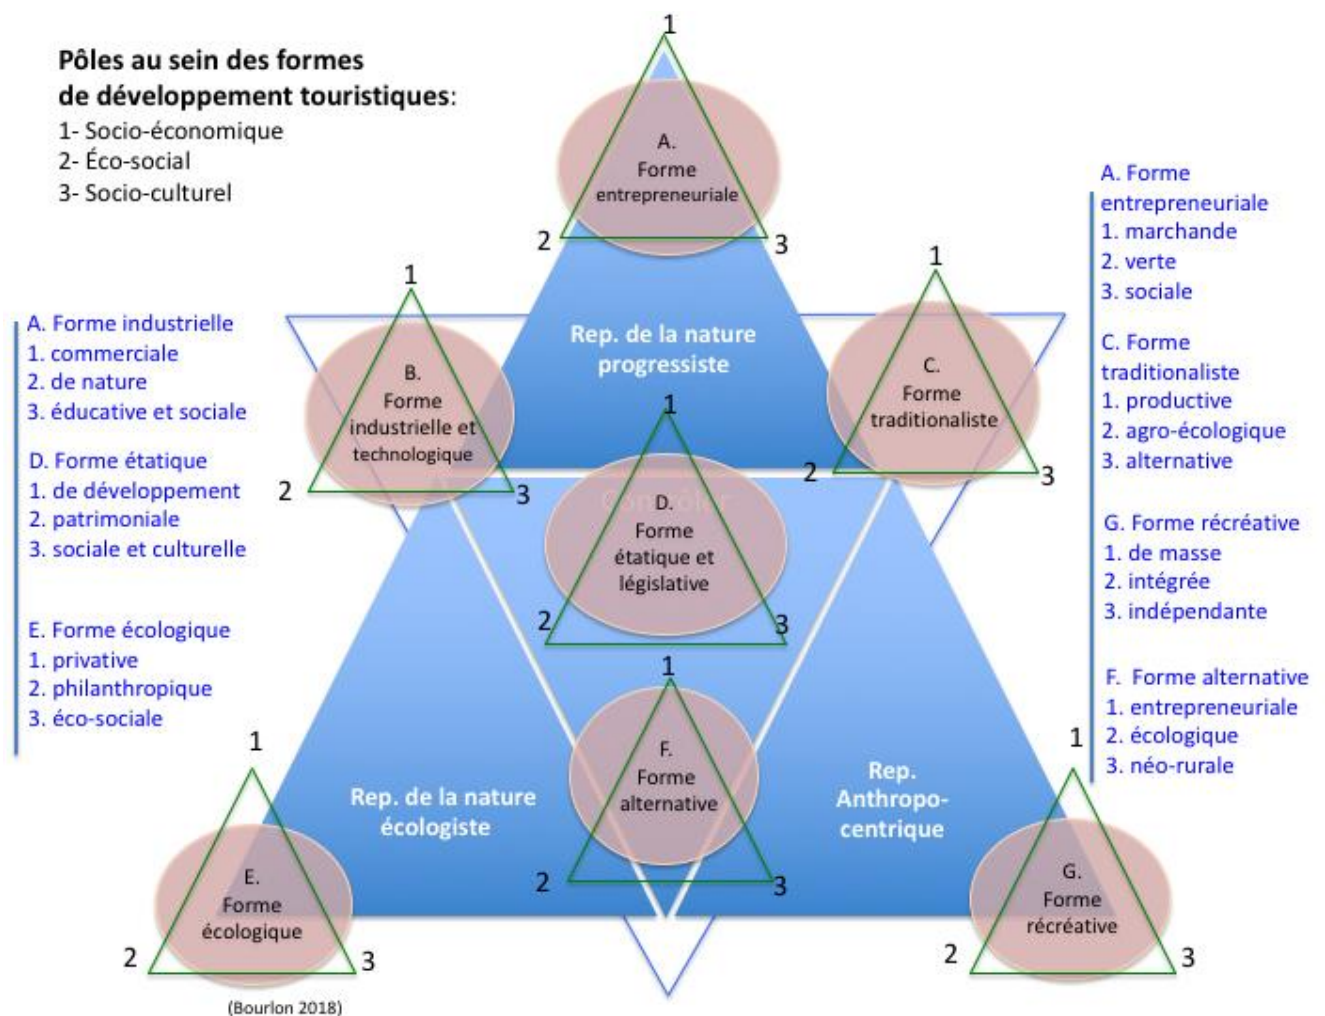 Pôles au sein des formes
de développement touristiques:
1- Socio-économique
2- Éco-social
3- Socio-culturel
1
A.
Forme
entrepreneuriale
2
3
A. Forme
entrepreneuriale
1. marchande
2. verte
3. sociale
C. Forme
traditionaliste
1. productive
2. agro-écologique
3. alternative
G. Forme récréative
1. de masse
2. intégrée
3. indépendante
F. Forme alternative
1. entrepreneuriale
2. écologique
3. néo-rurale
A. Forme industrielle
1. commerciale
2. de nature
3. éducative et sociale
D. Forme étatique
1. de développement
2. patrimoniale
3. sociale et culturelle
E. Forme écologique
1. privative
2. philanthropique
3. éco-sociale
1
B.
Forme
industrielle et
technologique
2
3
Rep. de la nature
progressiste
1
C.
Forme
traditionaliste
2
3
Contrôler
1
D.
Forme
étatique et
législative
2
3
Rep. de la nature
écologiste
1
F.
Forme
alternative
2
3
Rep.
Anthropo-
centrique
1
E.
Forme
écologique
2
3
1
G.
Forme
récréative
2
3
(Bourlon 2018)